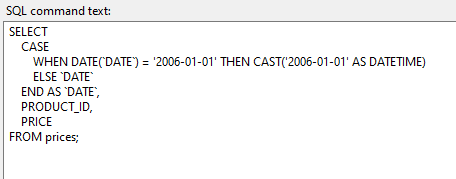 SQL command text:
SELECT
CASE
WHEN DATE(`DATE`) = '2006-01-01' THEN CAST('2006-01-01' AS DATETIME)
ELSE `DATE`
END AS `DATE`,
PRODUCT_ID,
PRICE
FROM prices;